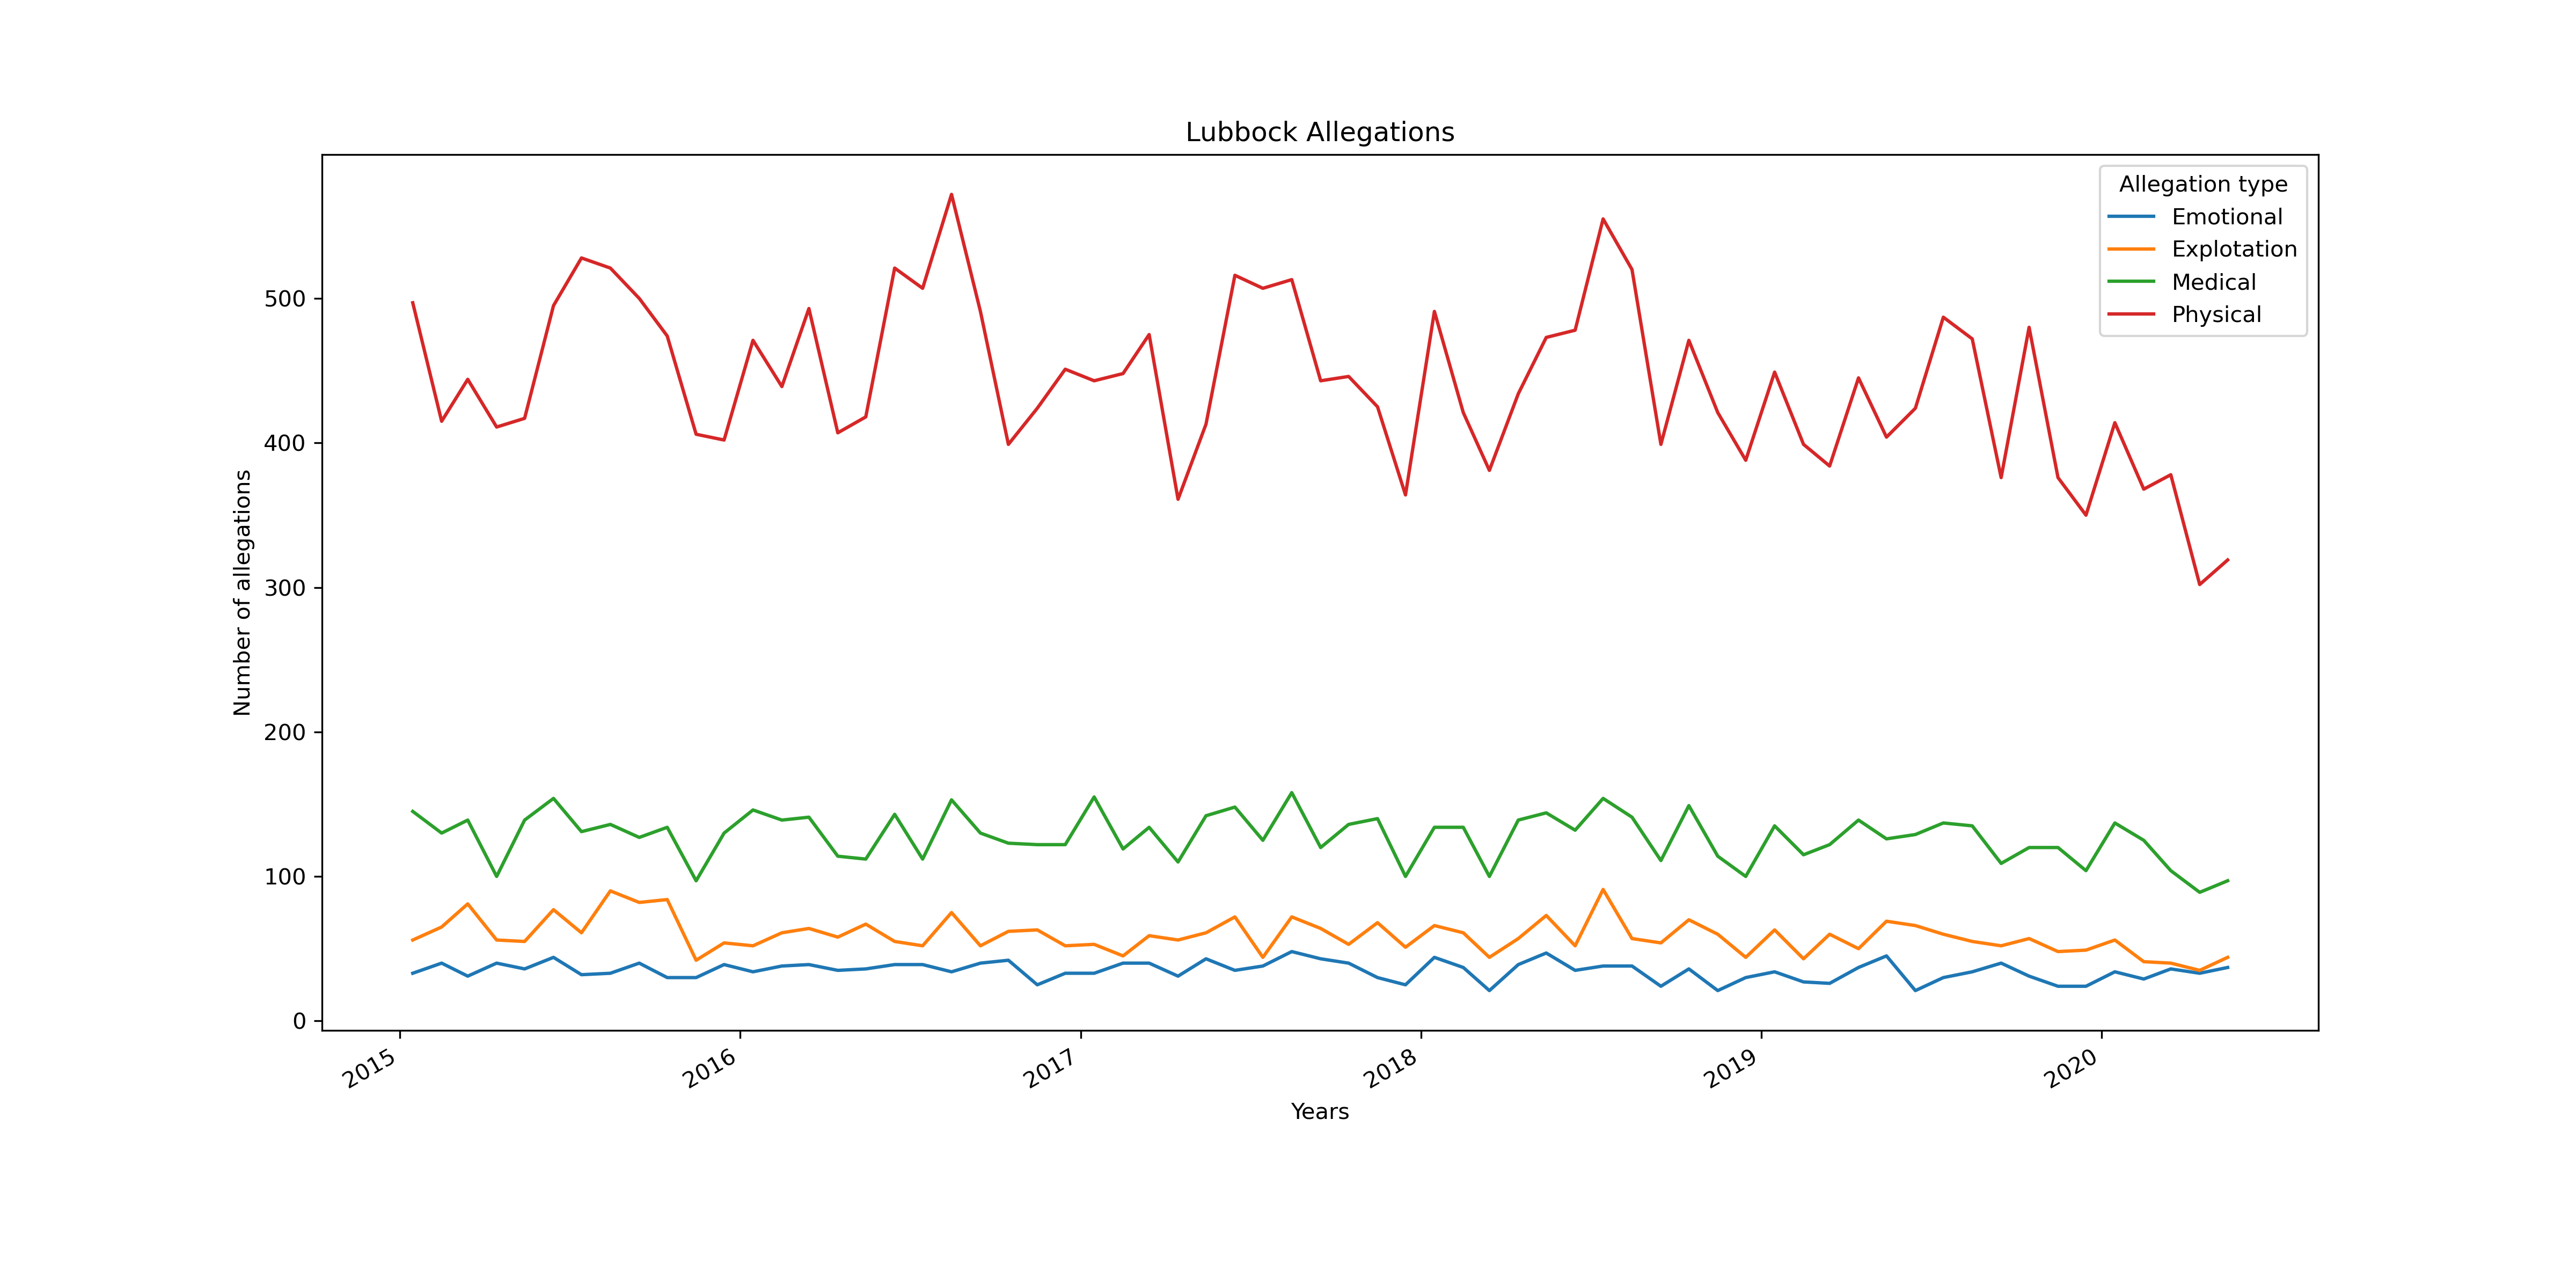 Lubbock Allegations
Allegation type
Emotional
Explotation
Medical
Physical
Number of allegations
500
400
300
200
100
0
2015
2016
2017
2018
2019
2020
Years